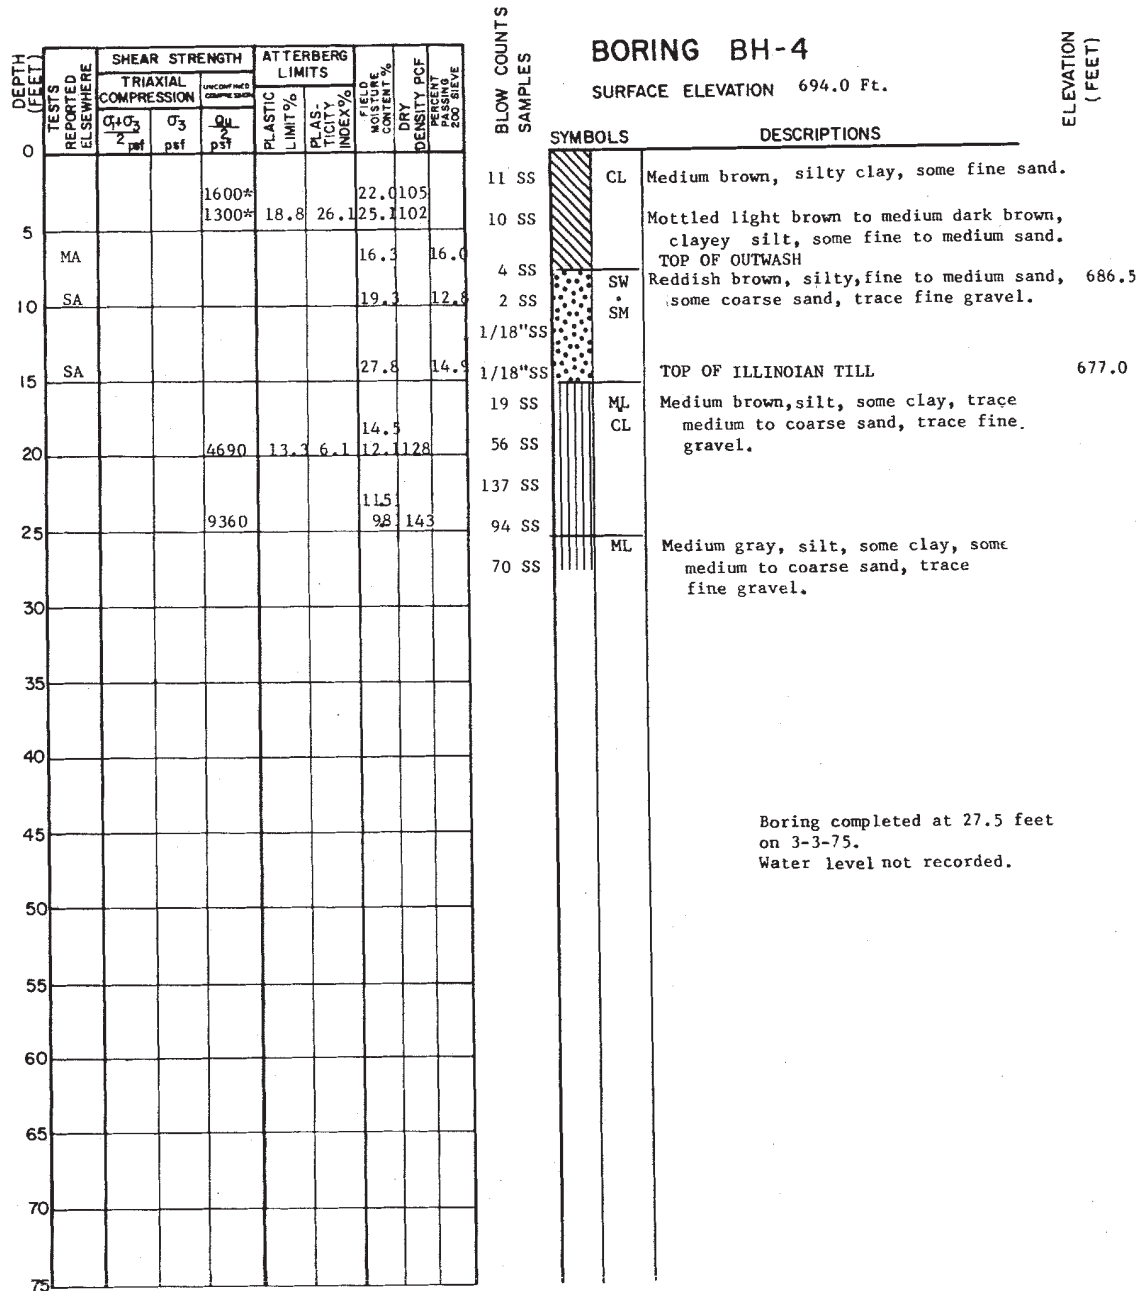 BORING BH-4
SURFACE ELEVATION 694.0 Ft.
DEPTH (FEET)
TESTS REPORTED ELSEWHERE
SHEAR STRENGTH
TRIAXIAL COMPRESSION
UNCONFINED COMPRESSION
σ1+σ3 / 2 psf
σ3 psf
Qu / 2 psf
ATTERBERG LIMITS
PLASTIC LIMIT%
PLAS-TICITY INDEX%
FIELD MOISTURE CONTENT %
DRY DENSITY PCF
PERCENT PASSING 200 SIEVE
BLOW COUNTS
SAMPLES
SYMBOLS
DESCRIPTIONS
ELEVATION (FEET)
0
11 SS CL Medium brown, silty clay, some fine sand.
1600* 22.0 105
1300* 18.8 26.1 25.1 102
10 SS Mottled light brown to medium dark brown,
clayey silt, some fine to medium sand.
5
MA 16.3 16.0
TOP OF OUTWASH
4 SS SW Reddish brown, silty,fine to medium sand, 686.5
SA 19.3 12.8
2 SS SM some coarse sand, trace fine gravel.
10
1/18"SS
SA 27.8 14.9
1/18"SS TOP OF ILLINOIAN TILL 677.0
15
19 SS ML Medium brown,silt, some clay, trace
CL medium to coarse sand, trace fine
gravel.
14.5
4690 13.3 6.1 12.1 128
56 SS
20
137 SS
11.5
9360 9.8 143
94 SS
25
ML Medium gray, silt, some clay, some
70 SS medium to coarse sand, trace
fine gravel.
30
35
40
Boring completed at 27.5 feet
on 3-3-75.
Water level not recorded.
45
50
55
60
65
70
75